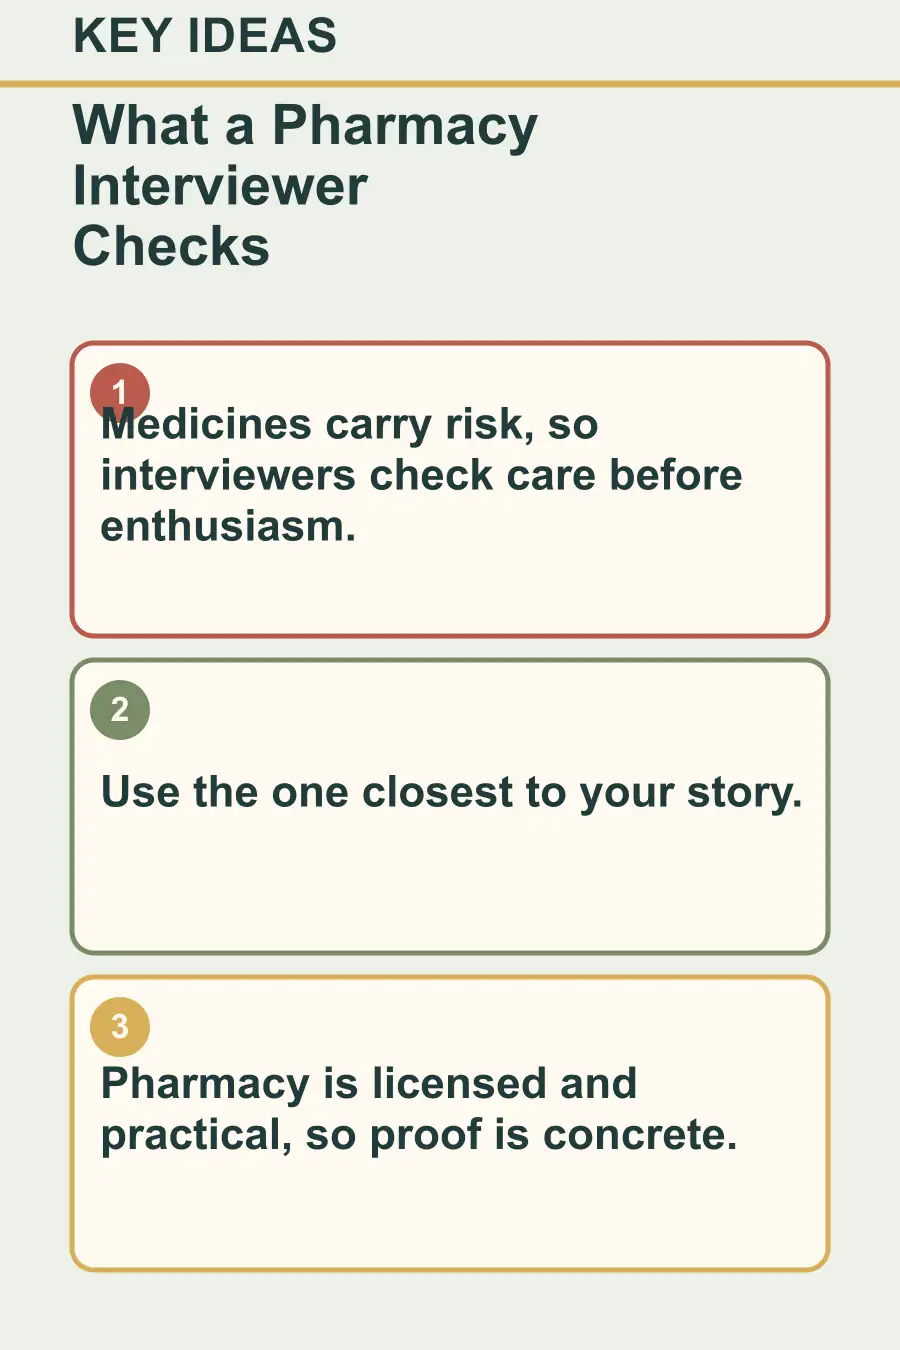 KEY IDEAS
What a Pharmacy
Interviewer
Checks
1
Medicines carry risk, so
interviewers check care before
enthusiasm.
2
Use the one closest to your story.
3
Pharmacy is licensed and
practical, so proof is concrete.